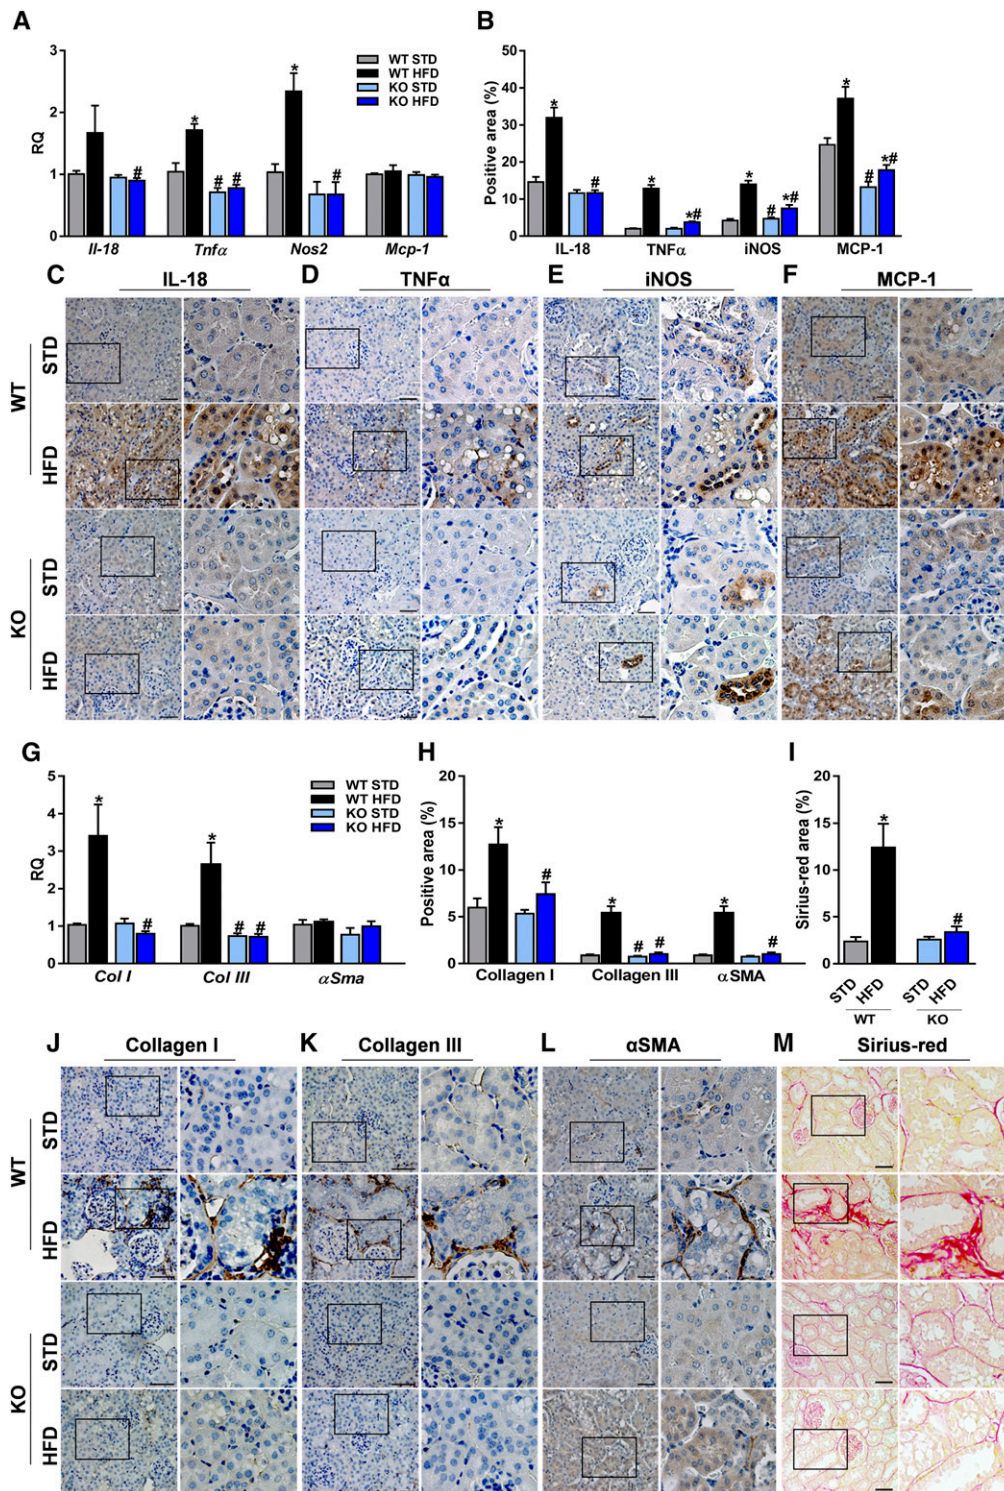 A
B
3
2
1
0
RQ
*
*
*
#
#
#
#
WT STD
WT HFD
KO STD
KO HFD
Il-18
Tnfα
Nos2
Mcp-1
50
40
30
20
10
0
Positive area (%)
*
#
*
*#
*
#
*#
*
#
*#
IL-18
TNFα
iNOS
MCP-1
C
IL-18
D
TNFα
E
iNOS
F
MCP-1
WT
STD
HFD
KO
STD
HFD
G
H
I
5
4
3
2
1
0
RQ
*
#
*
#
#
WT STD
WT HFD
KO STD
KO HFD
Col I
Col III
αSma
20
15
10
5
0
Positive area (%)
*
#
*
#
#
*
#
Collagen I
Collagen III
αSMA
20
15
10
5
0
Sirius-red area (%)
*
#
STD
HFD
STD
HFD
WT
KO
J
Collagen I
K
Collagen III
L
αSMA
M
Sirius-red
WT
STD
HFD
KO
STD
HFD